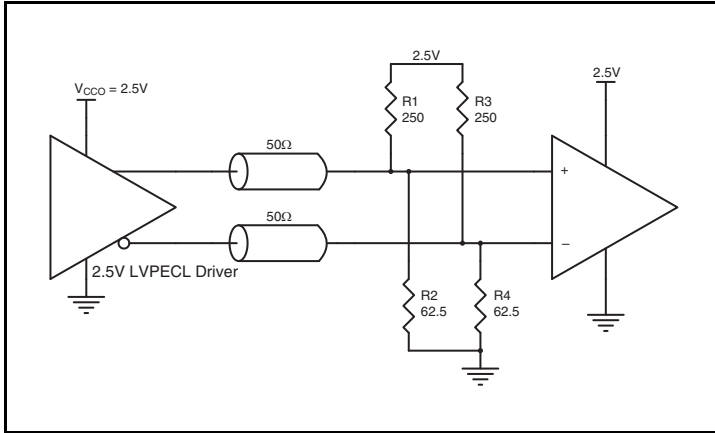 2.5V
V_CCO = 2.5V
2.5V
R1
250
R3
250
50Ω
+
50Ω
−
2.5V LVPECL Driver
R2
62.5
R4
62.5